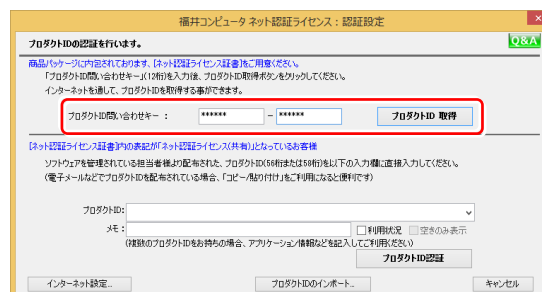 福井コンピュータ ネット認証ライセンス：認証設定
×
プロダクトIDの認証を行います。
Q&A
商品パッケージに内包されております、[ネット認証ライセンス証書]をご用意ください。
「プロダクトID問い合わせキー」(12桁)を入力後、プロダクトID取得ボタンをクリックしてください。
インターネットを通して、プロダクトIDを取得する事ができます。
プロダクトID問い合わせキー： ****** - ****** プロダクトID 取得
[ネット認証ライセンス証書]内の表記が「ネット認証ライセンス(共有)」となっているお客様
ソフトウェアを管理されている担当者様より配布された、プロダクトID(56桁または58桁)を以下の入力欄に直接入力してください。
(電子メールなどでプロダクトIDを配布されている場合、「コピー/貼り付け」をご利用になると便利です)
プロダクトID：
メモ： 利用状況 空きのみ表示
(複数のプロダクトIDをお持ちの場合、アプリケーション情報などを記入してご利用ください)
プロダクトID認証
インターネット設定... プロダクトIDのインポート... キャンセル